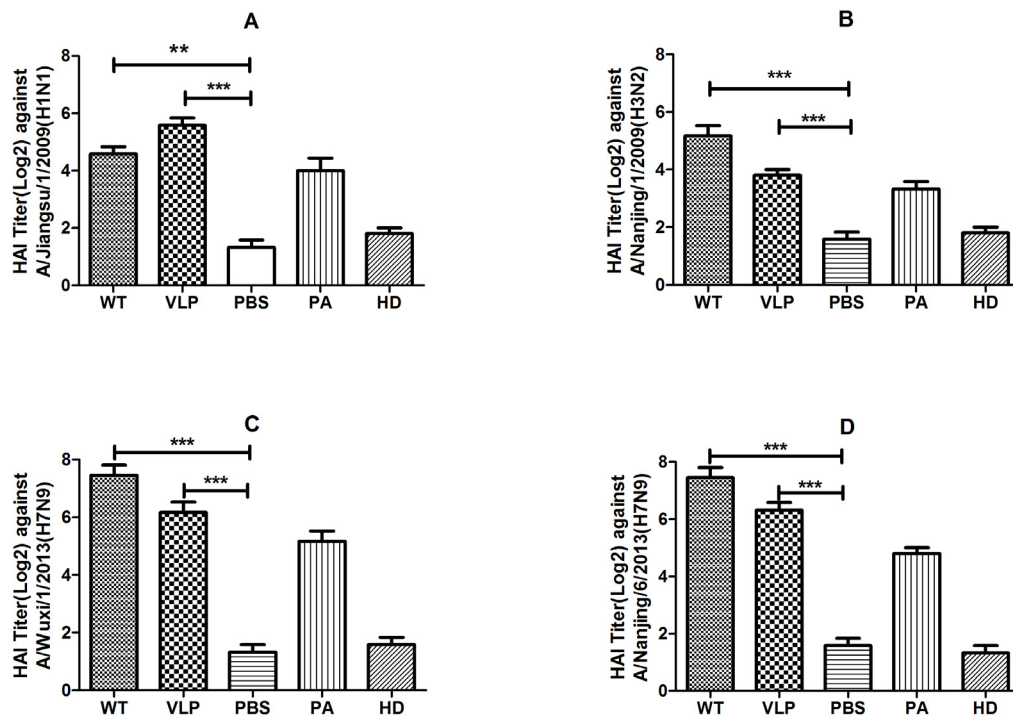 A
HAI Titer(Log2) against
A/Jiangsu/1/2009(H1N1)
8
6
4
2
0
**
***
WT VLP PBS PA HD
B
HAI Titer(Log2) against
A/Nanjing/1/2009(H3N2)
8
6
4
2
0
***
***
WT VLP PBS PA HD
C
HAI Titer(Log2) against
A/Wuxi/1/2013(H7N9)
8
6
4
2
0
***
***
WT VLP PBS PA HD
D
HAI Titer(Log2) against
A/Nanjing/6/2013(H7N9)
8
6
4
2
0
***
***
WT VLP PBS PA HD